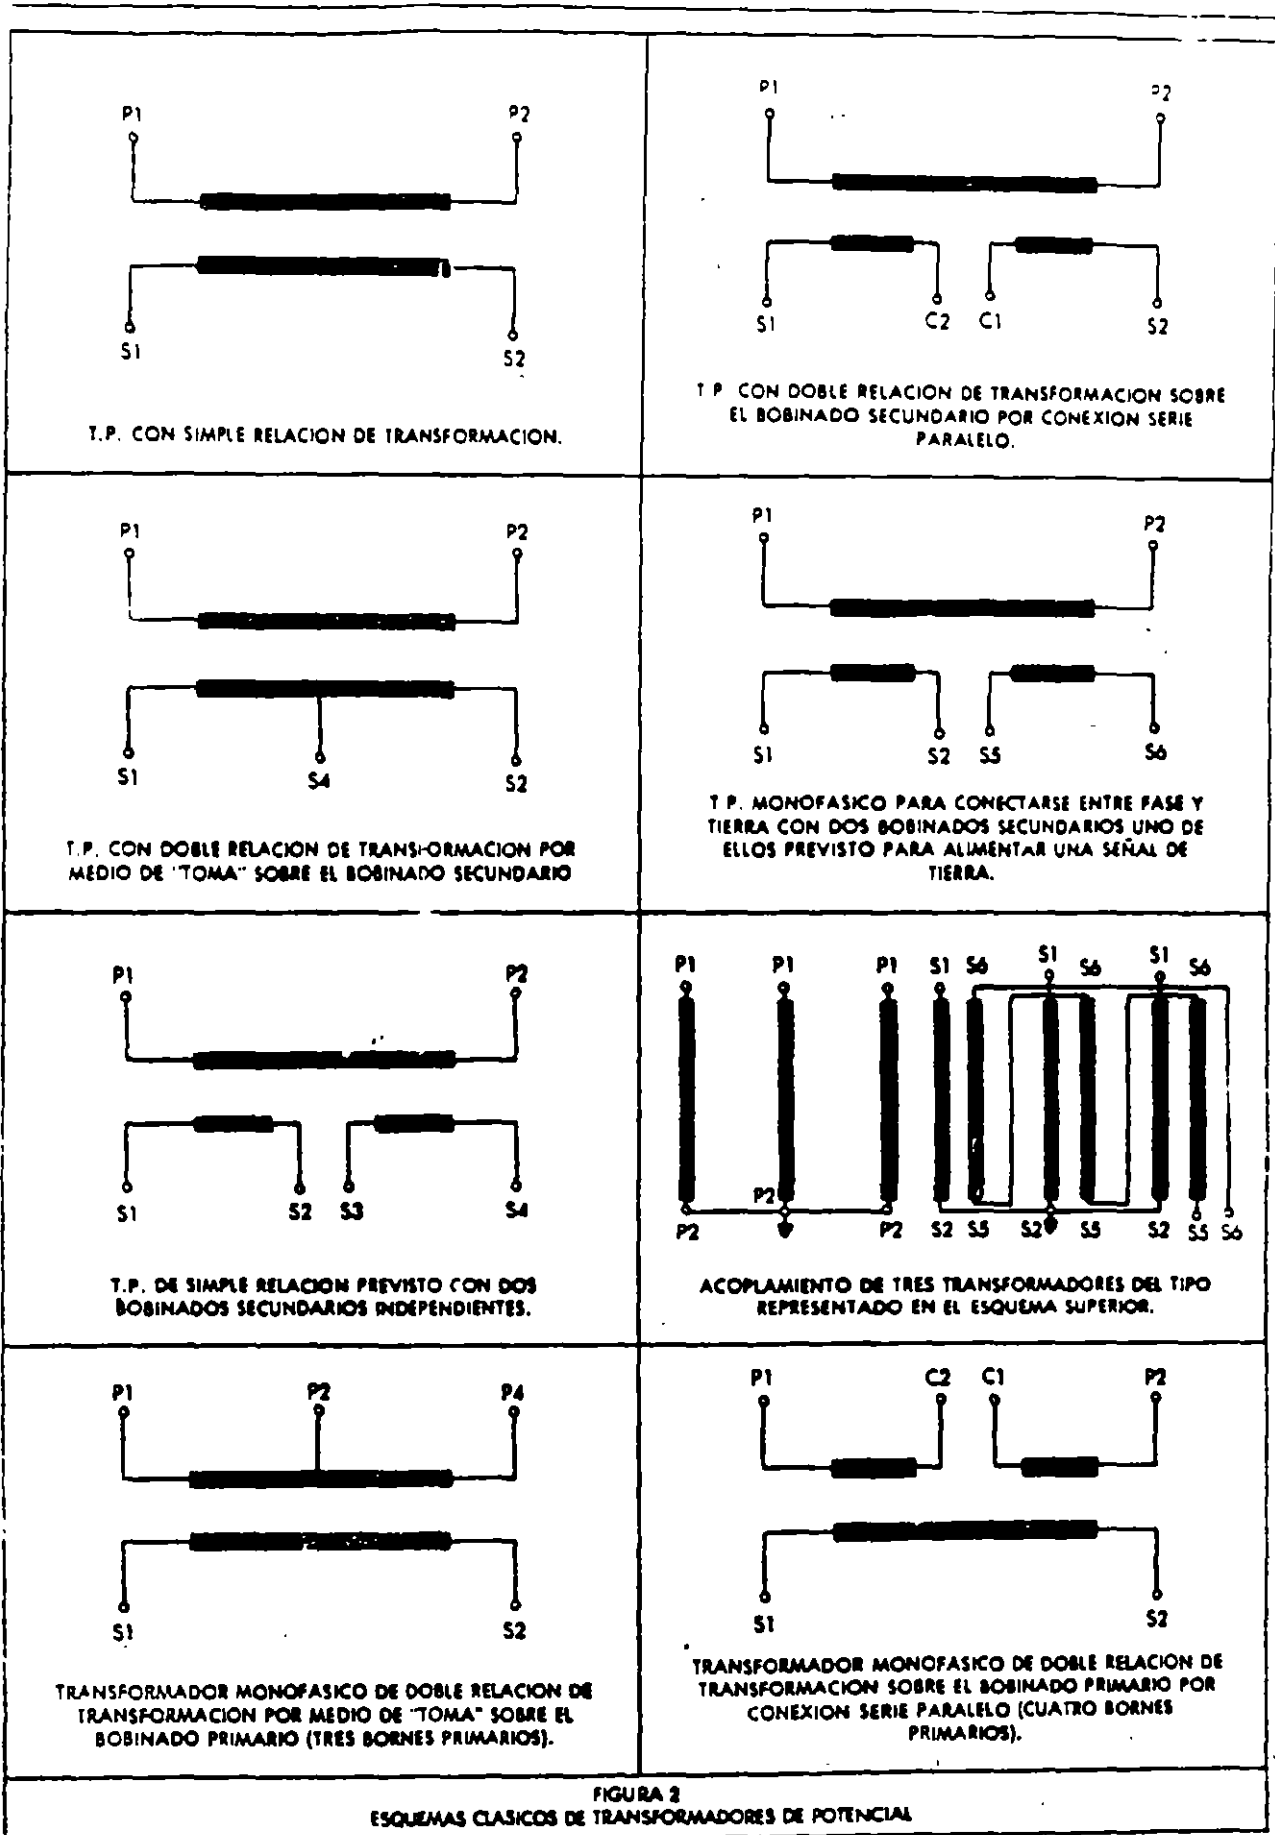 P1 P2
S1 S2
T.P. CON SIMPLE RELACION DE TRANSFORMACION.
P1 P2
S1 C2 C1 S2
T P CON DOBLE RELACION DE TRANSFORMACION SOBRE
EL BOBINADO SECUNDARIO POR CONEXION SERIE
PARALELO.
P1 P2
S1 S4 S2
T.P. CON DOBLE RELACION DE TRANSFORMACION POR
MEDIO DE "TOMA" SOBRE EL BOBINADO SECUNDARIO
P1 P2
S1 S2 S5 S6
T P. MONOFASICO PARA CONECTARSE ENTRE FASE Y
TIERRA CON DOS BOBINADOS SECUNDARIOS UNO DE
ELLOS PREVISTO PARA ALIMENTAR UNA SEÑAL DE
TIERRA.
P1 P2
S1 S2 S3 S4
T.P. DE SIMPLE RELACION PREVISTO CON DOS
BOBINADOS SECUNDARIOS INDEPENDIENTES.
P1 P1 P1 S1 S6 S1 S6 S1 S6
P2 P2 P2 S2 S5 S2 S5 S2 S5 S6
ACOPLAMIENTO DE TRES TRANSFORMADORES DEL TIPO
REPRESENTADO EN EL ESQUEMA SUPERIOR.
P1 P2 P4
S1 S2
TRANSFORMADOR MONOFASICO DE DOBLE RELACION DE
TRANSFORMACION POR MEDIO DE "TOMA" SOBRE EL
BOBINADO PRIMARIO (TRES BORNES PRIMARIOS).
P1 C2 C1 P2
S1 S2
TRANSFORMADOR MONOFASICO DE DOBLE RELACION DE
TRANSFORMACION SOBRE EL BOBINADO PRIMARIO POR
CONEXION SERIE PARALELO (CUATRO BORNES
PRIMARIOS).
FIGURA 2
ESQUEMAS CLASICOS DE TRANSFORMADORES DE POTENCIAL